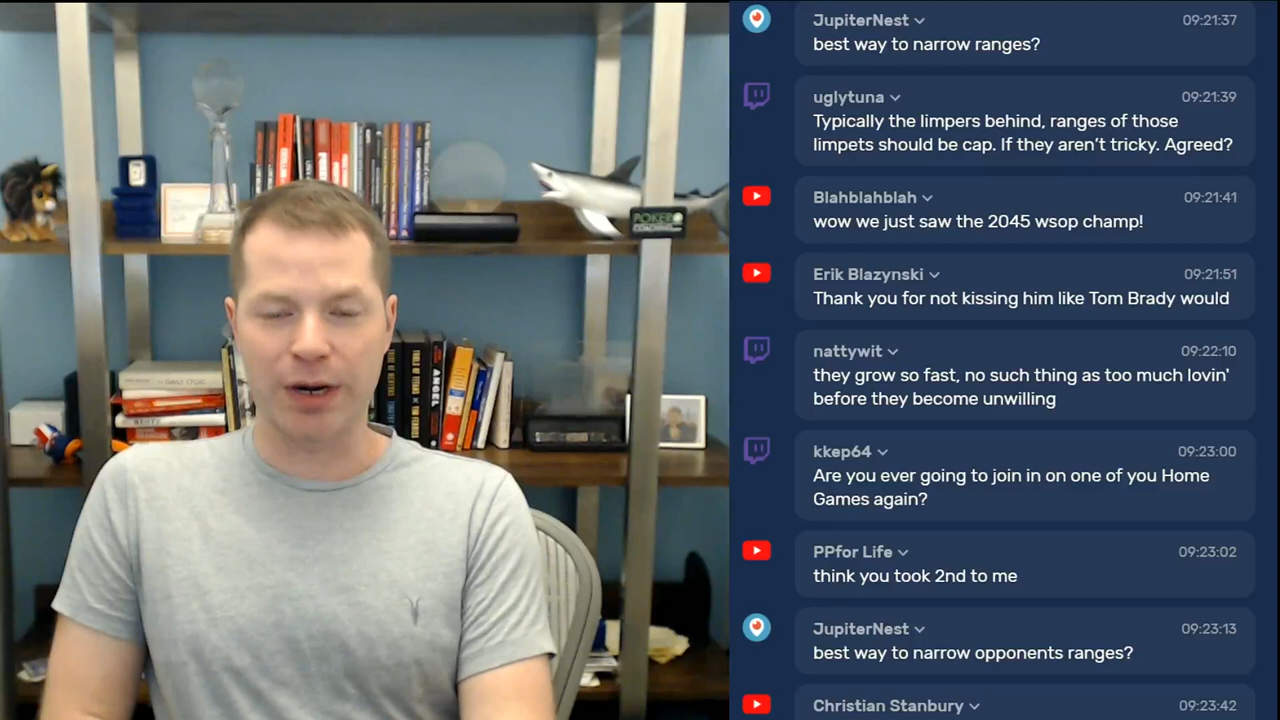 JupiterNest
09:21:37
best way to narrow ranges?
uglytuna
09:21:39
Typically the limpers behind, ranges of those
limpets should be cap. If they aren't tricky. Agreed?
Blahblahblah
09:21:41
wow we just saw the 2045 wsop champ!
Erik Blazynski
09:21:51
Thank you for not kissing him like Tom Brady would
nattywit
09:22:10
they grow so fast, no such thing as too much lovin'
before they become unwilling
kkep64
09:23:00
Are you ever going to join in on one of you Home
Games again?
PPfor Life
09:23:02
think you took 2nd to me
JupiterNest
09:23:13
best way to narrow opponents ranges?
Christian Stanbury
09:23:42
POKER
COACHING